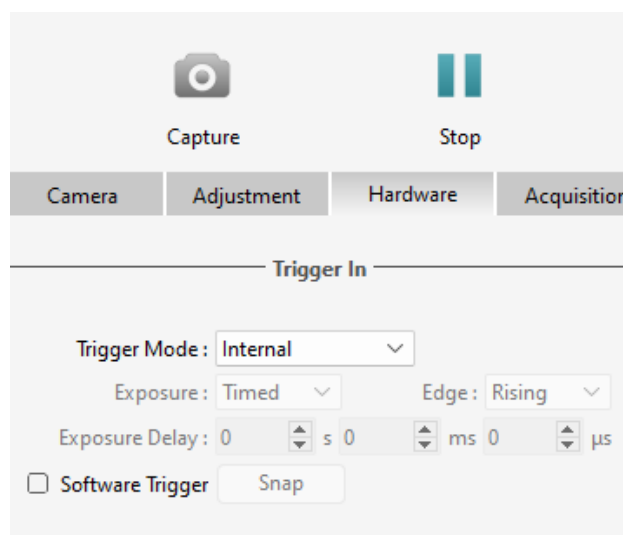 Capture Stop
Camera Adjustment Hardware Acquisition
Trigger In
Trigger Mode : Internal
Exposure : Timed Edge : Rising
Exposure Delay : 0 s 0 ms 0 µs
Software Trigger Snap